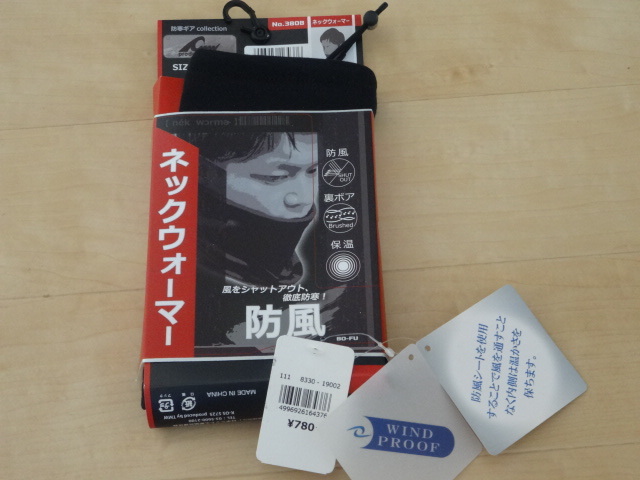 防寒ギア collection
No.3808
ネックウォーマー
SIZ
ネックウォーマー
防風
SHUT OUT
裏ボア
Brushed
保温
風をシャットアウト、
徹底防寒！
防風
BO-FU
MADE IN CHINA
111 8330-19002
¥780
WIND
PROOF
防風シートを使用
することで風を通すこと
なく内側は温かさを
保ちます。